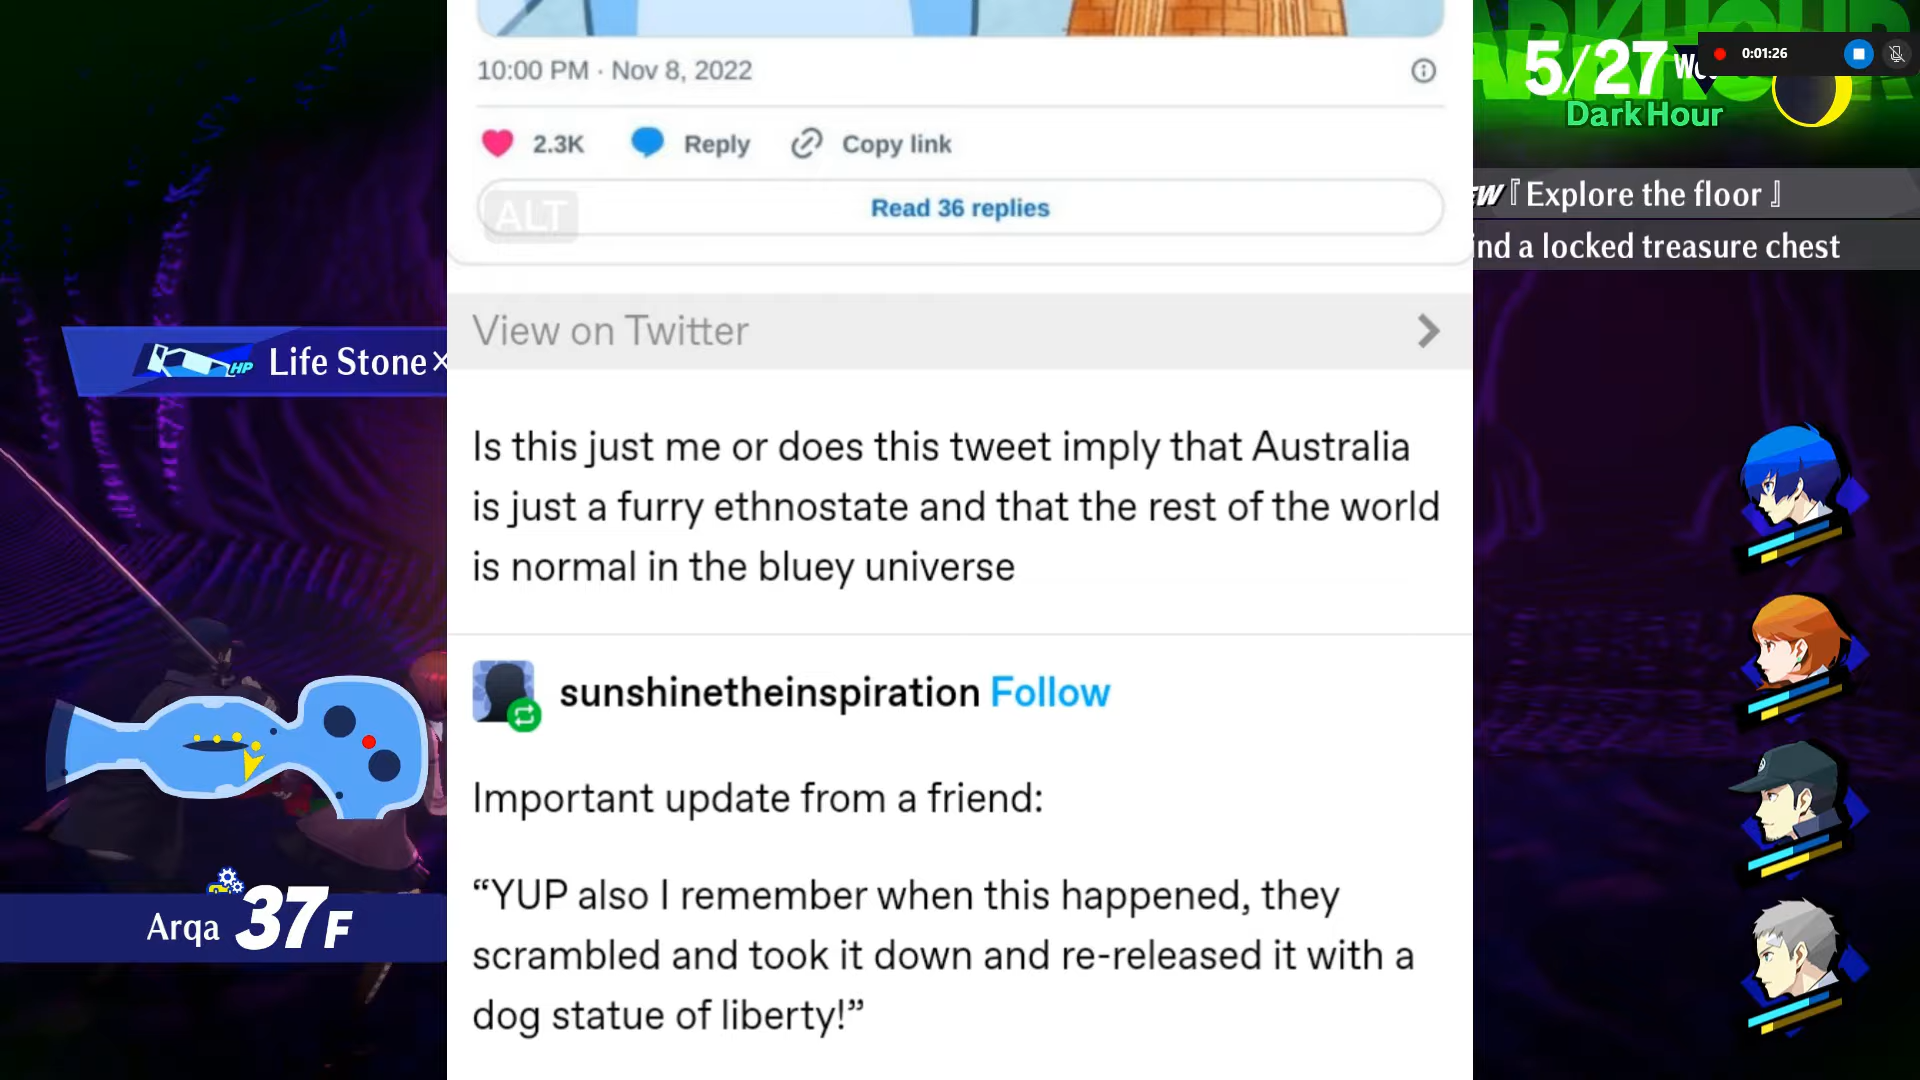 10:00 PM · Nov 8, 2022
2.3K Reply Copy link
ALT
Read 36 replies
View on Twitter
Is this just me or does this tweet imply that Australia
is just a furry ethnostate and that the rest of the world
is normal in the bluey universe
sunshinetheinspiration Follow
Important update from a friend:
“YUP also I remember when this happened, they
scrambled and took it down and re-released it with a
dog statue of liberty!”
HP Life Stone×
Arqa 37F
5/27
Dark Hour
0:01:26
『Explore the floor』
ind a locked treasure chest